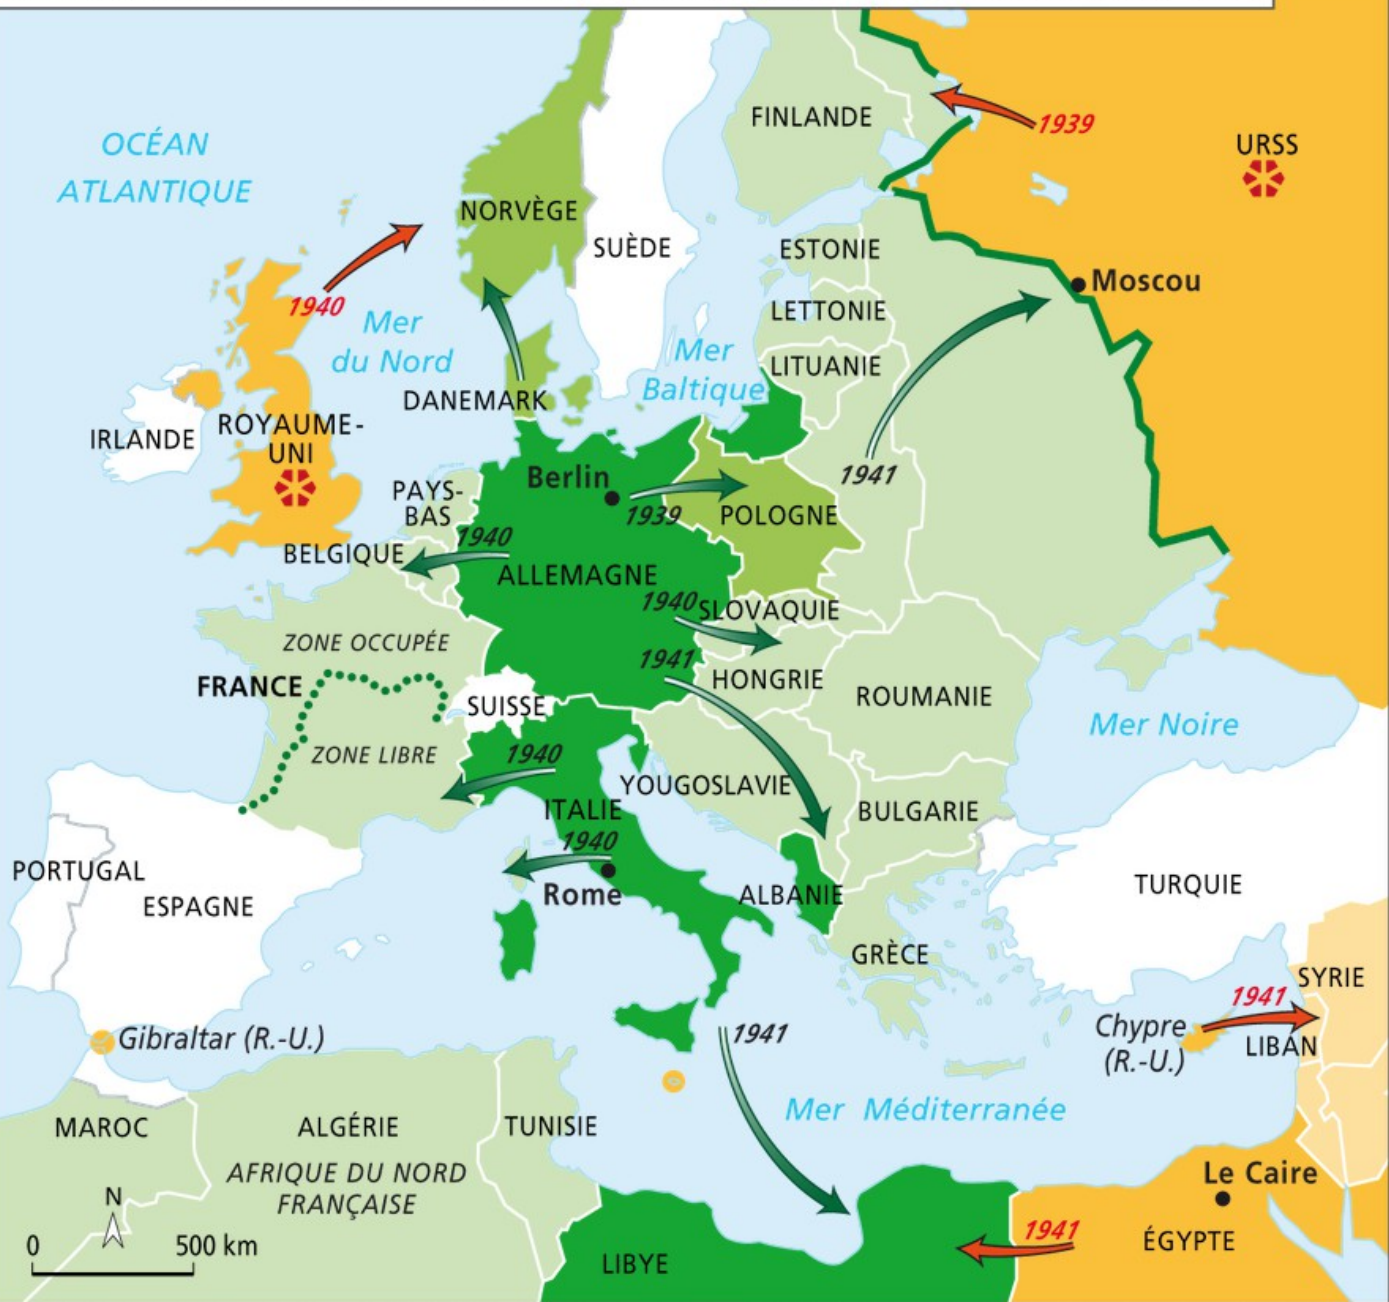 FINLANDE
1939
OCÉAN
ATLANTIQUE
URSS
NORVÈGE
SUÈDE
ESTONIE
Moscou
1940
LETTONIE
Mer
du Nord
Mer
Baltique
LITUANIE
DANEMARK
IRLANDE
ROYAUME-
UNI
Berlin
1941
PAYS-
BAS
1939
POLOGNE
1940
BELGIQUE
ALLEMAGNE
1940
SLOVAQUIE
ZONE OCCUPÉE
1941
HONGRIE
FRANCE
SUISSE
ROUMANIE
Mer Noire
ZONE LIBRE
1940
YOUGOSLAVIE
ITALIE
BULGARIE
1940
PORTUGAL
ESPAGNE
Rome
ALBANIE
TURQUIE
GRÈCE
SYRIE
1941
Gibraltar (R.-U.)
1941
Chypre
(R.-U.)
LIBAN
Mer Méditerranée
MAROC
ALGÉRIE
TUNISIE
AFRIQUE DU NORD
FRANÇAISE
Le Caire
N
0
500 km
1941
ÉGYPTE
LIBYE